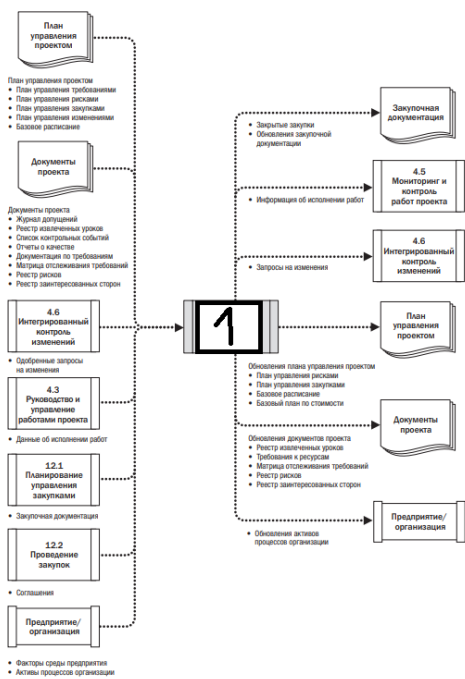 План
управления
проектом
План управления проектом
• План управления требованиями
• План управления рисками
• План управления закупками
• План управления изменениями
• Базовое расписание
Документы
проекта
Документы проекта
• Журнал допущений
• Реестр извлеченных уроков
• Список контрольных событий
• Отчеты о качестве
• Документация по требованиям
• Матрица отслеживания требований
• Реестр рисков
• Реестр заинтересованных сторон
4.6
Интегрированный
контроль
изменений
• Одобренные запросы
на изменения
4.3
Руководство и
управление
работами проекта
• Данные об исполнении работ
12.1
Планирование
управления
закупками
• Закупочная документация
12.2
Проведение
закупок
• Соглашения
Предприятие/
организация
• Факторы среды предприятия
• Активы процессов организации
1
Закупочная
документация
• Закрытые закупки
• Обновления закупочной
документации
4.5
Мониторинг и
контроль
работ проекта
• Информация об исполнении работ
4.6
Интегрированный
контроль
изменений
• Запросы на изменения
План
управления
проектом
Обновления плана управления проектом
• План управления рисками
• План управления закупками
• Базовое расписание
• Базовый план по стоимости
Документы
проекта
Обновления документов проекта
• Реестр извлеченных уроков
• Требования к ресурсам
• Матрица отслеживания требований
• Реестр рисков
• Реестр заинтересованных сторон
Предприятие/
организация
• Обновления активов
процессов организации